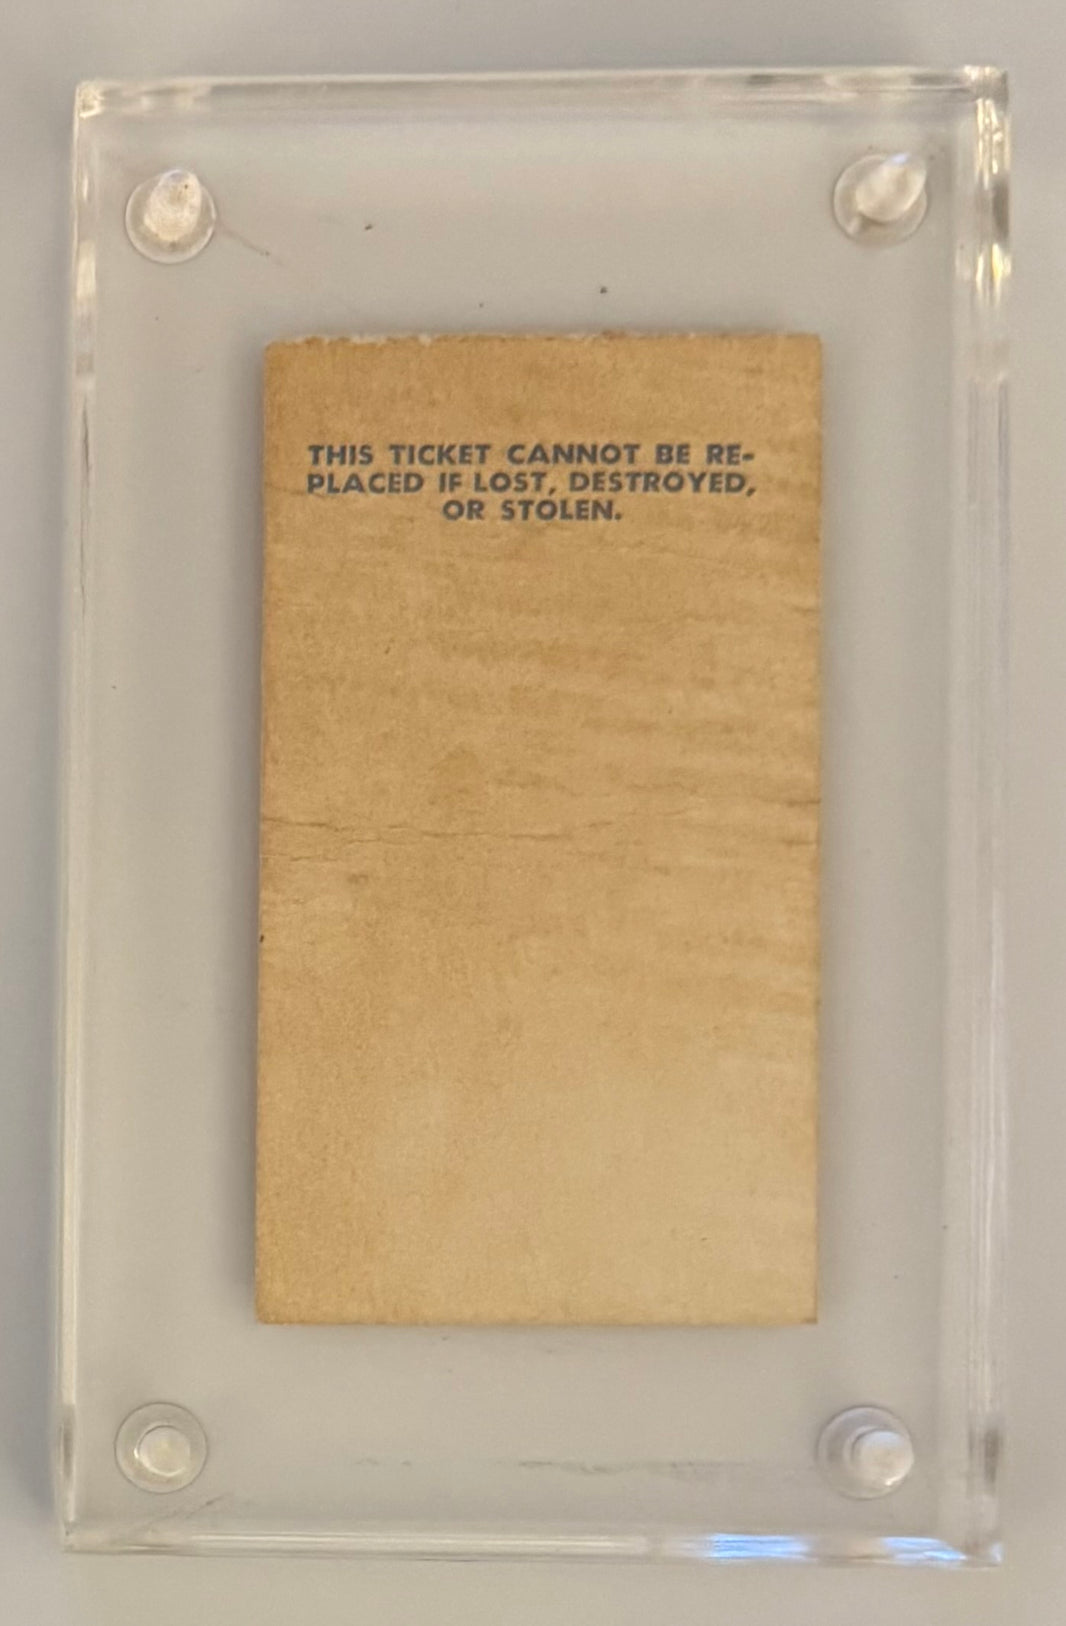 THIS TICKET CANNOT BE RE-
PLACED IF LOST, DESTROYED,
OR STOLEN.